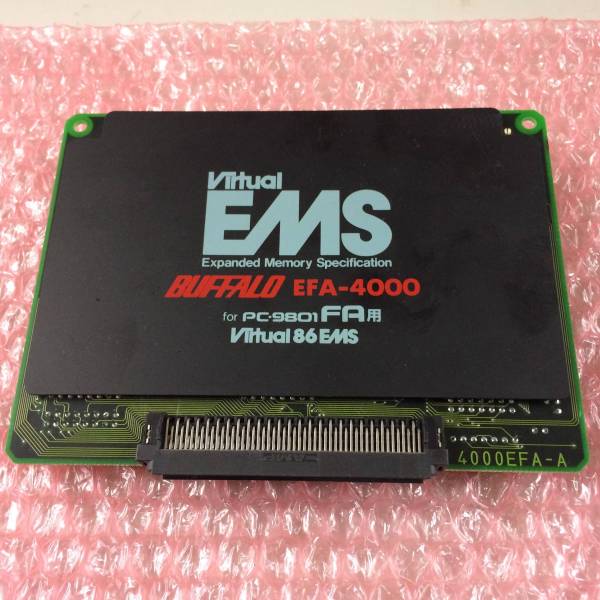 Virtual
EMS
Expanded Memory Specification
BUFFALO EFA-4000
for PC-9801FA用
Virtual 86 EMS
4000EFA-A